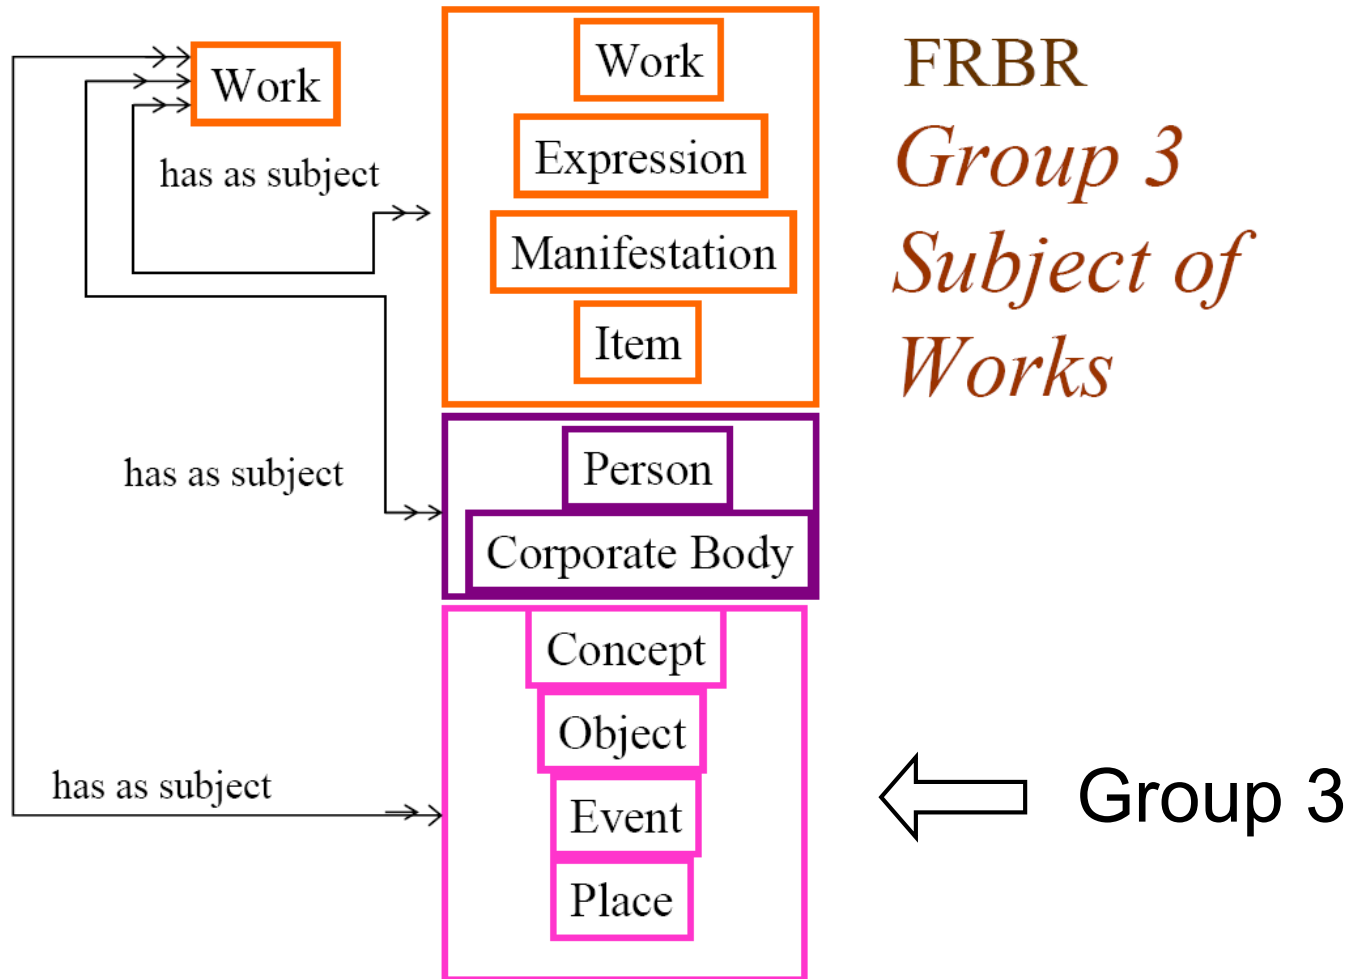 Work
has as subject
has as subject
has as subject
Work
Expression
Manifestation
Item
Person
Corporate Body
Concept
Object
Event
Place
FRBR
Group 3
Subject of
Works
Group 3